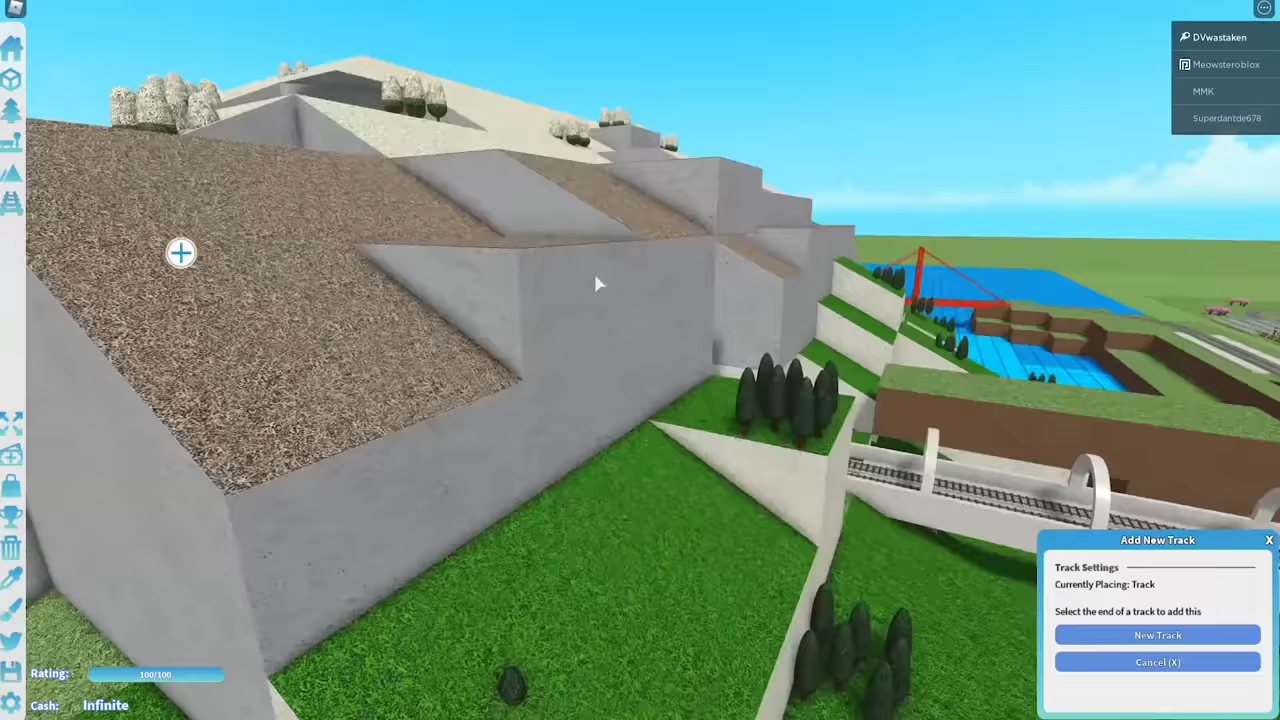 DVwastaken
Meowsteroblox
MMK
Superdantde678
Add New Track
X
Track Settings
Currently Placing: Track
Select the end of a track to add this
New Track
Cancel (X)
Rating:
100/100
Cash:
Infinite